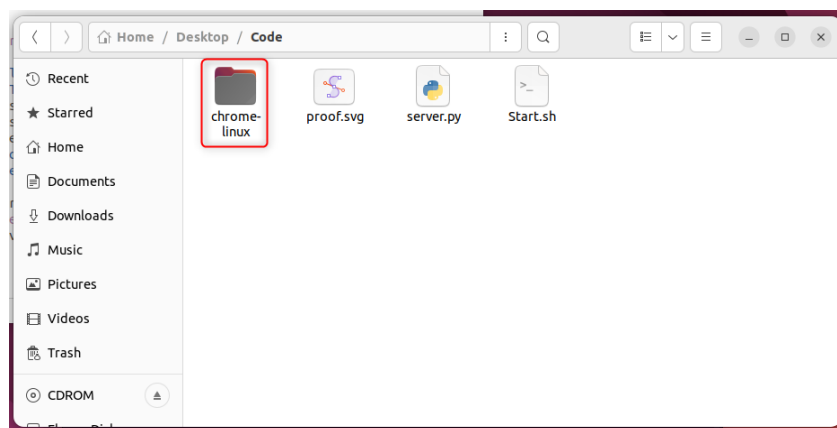 Home / Desktop / Code
Recent
Starred
Home
Documents
Downloads
Music
Pictures
Videos
Trash
CDROM
chrome-
linux
proof.svg
server.py
Start.sh